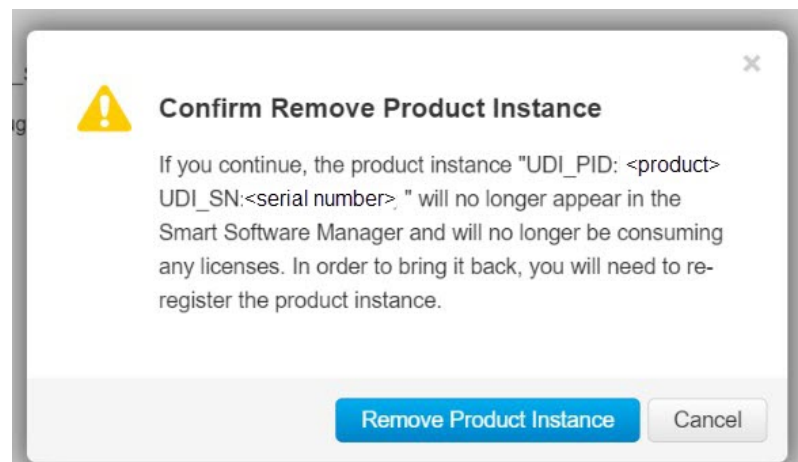 Confirm Remove Product Instance
If you continue, the product instance "UDI_PID: <product>
UDI_SN:<serial number>, " will no longer appear in the
Smart Software Manager and will no longer be consuming
any licenses. In order to bring it back, you will need to re-
register the product instance.
Remove Product Instance
Cancel